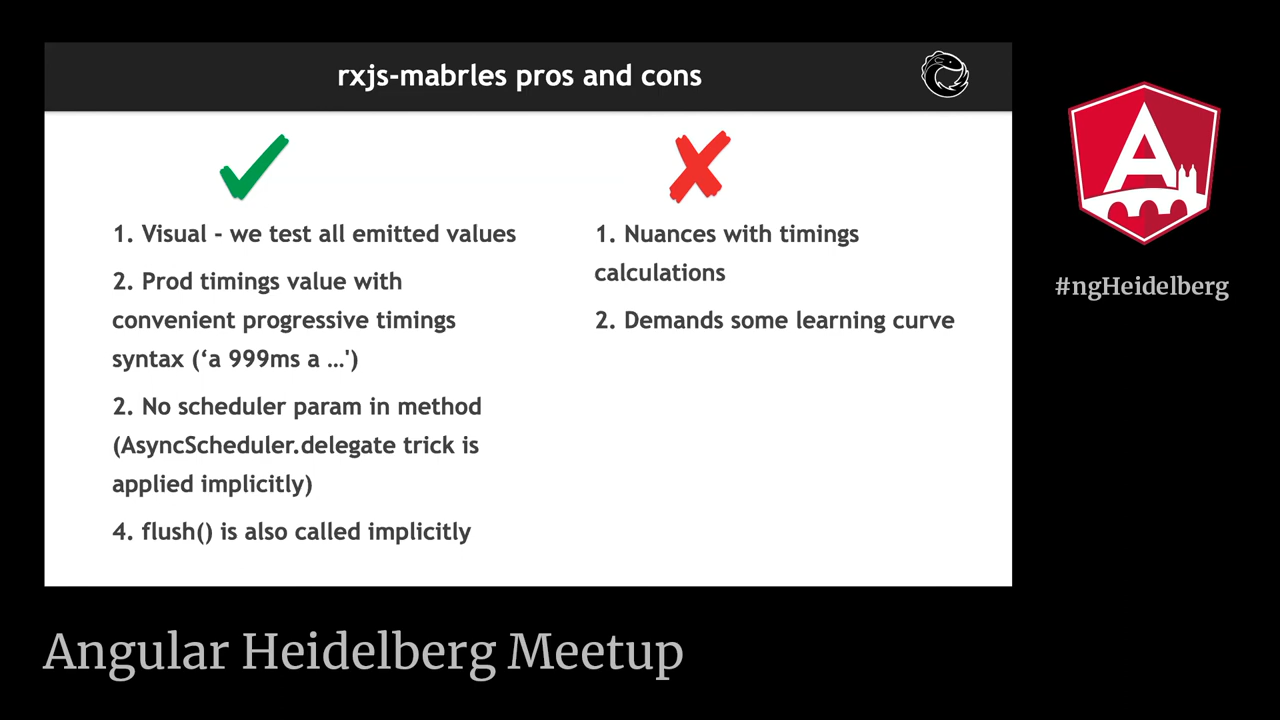 rxjs-mabrles pros and cons
1. Visual - we test all emitted values
2. Prod timings value with
convenient progressive timings
syntax (‘a 999ms a …')
2. No scheduler param in method
(AsyncScheduler.delegate trick is
applied implicitly)
4. flush() is also called implicitly
1. Nuances with timings
calculations
2. Demands some learning curve
A
#ngHeidelberg
Angular Heidelberg Meetup